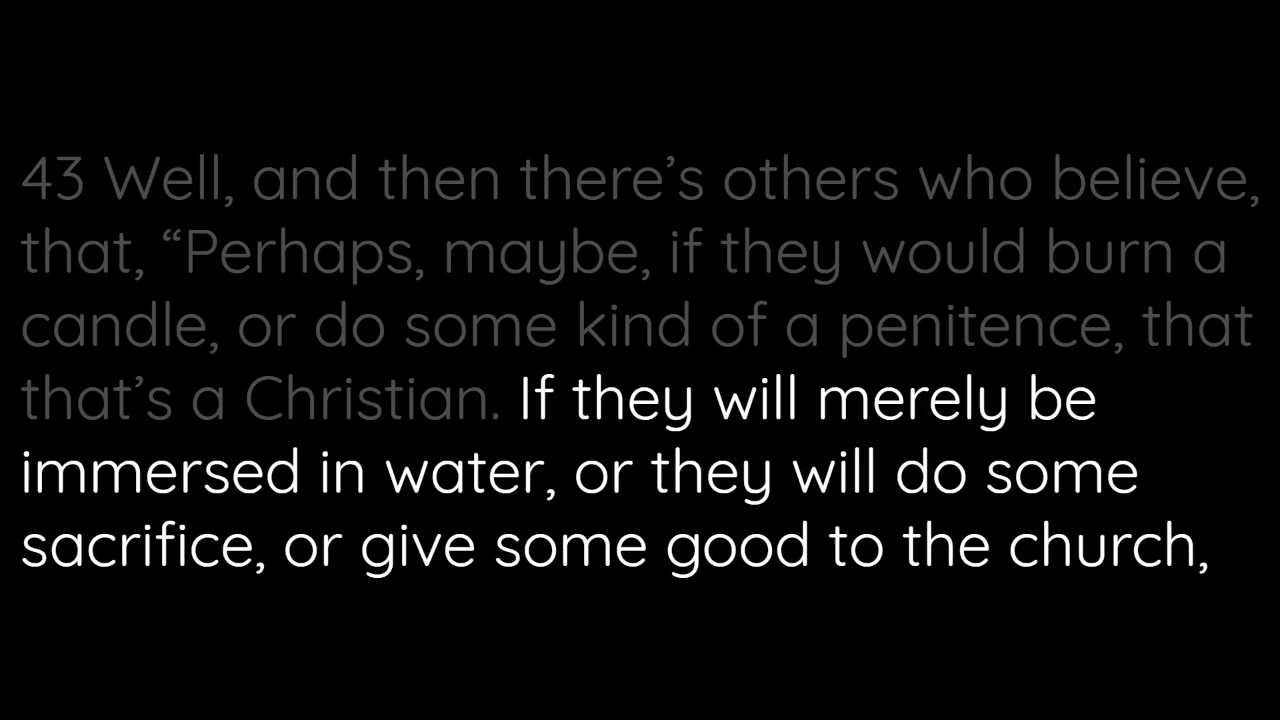 43 Well, and then there’s others who believe,
that, “Perhaps, maybe, if they would burn a
candle, or do some kind of a penitence, that
that’s a Christian. If they will merely be
immersed in water, or they will do some
sacrifice, or give some good to the church,